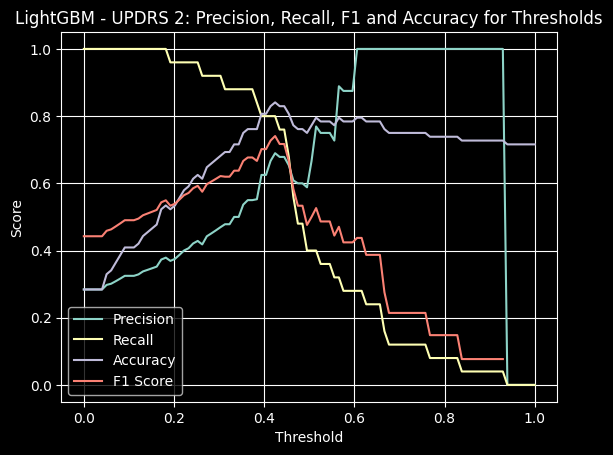 LightGBM - UPDRS 2: Precision, Recall, F1 and Accuracy for Thresholds
1.0
0.8
0.6
0.4
0.2
0.0
Score
Precision
Recall
Accuracy
F1 Score
0.0 0.2 0.4 0.6 0.8 1.0
Threshold